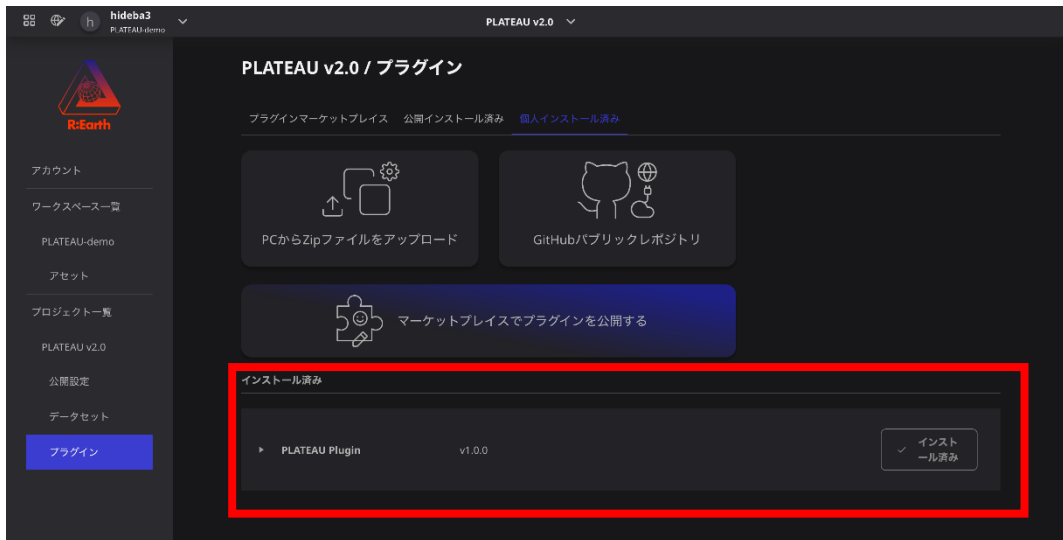 h
hideba3
PLATEAU-demo
PLATEAU v2.0
R:Earth
アカウント
ワークスペース一覧
PLATEAU-demo
アセット
プロジェクト一覧
PLATEAU v2.0
公開設定
データセット
プラグイン
PLATEAU v2.0 / プラグイン
プラグインマーケットプレイス 公開インストール済み 個人インストール済み
PCからZipファイルをアップロード
GitHubパブリックレポジトリ
マーケットプレイスでプラグインを公開する
インストール済み
PLATEAU Plugin v1.0.0
インスト
ール済み